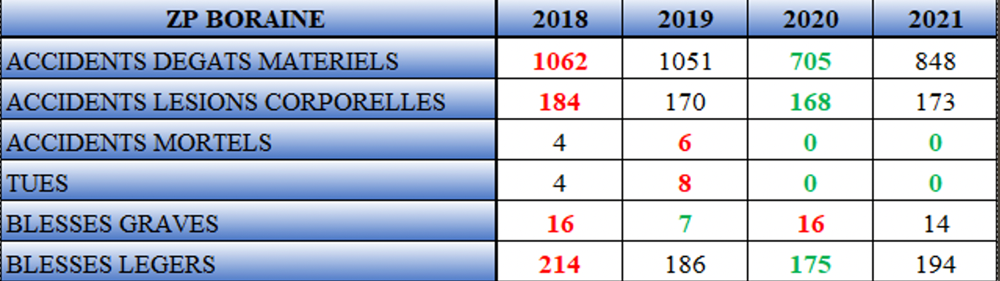 ZP BORAINE 2018 2019 2020 2021
ACCIDENTS DEGATS MATERIELS 1062 1051 705 848
ACCIDENTS LESIONS CORPORELLES 184 170 168 173
ACCIDENTS MORTELS 4 6 0 0
TUES 4 8 0 0
BLESSES GRAVES 16 7 16 14
BLESSES LEGERS 214 186 175 194